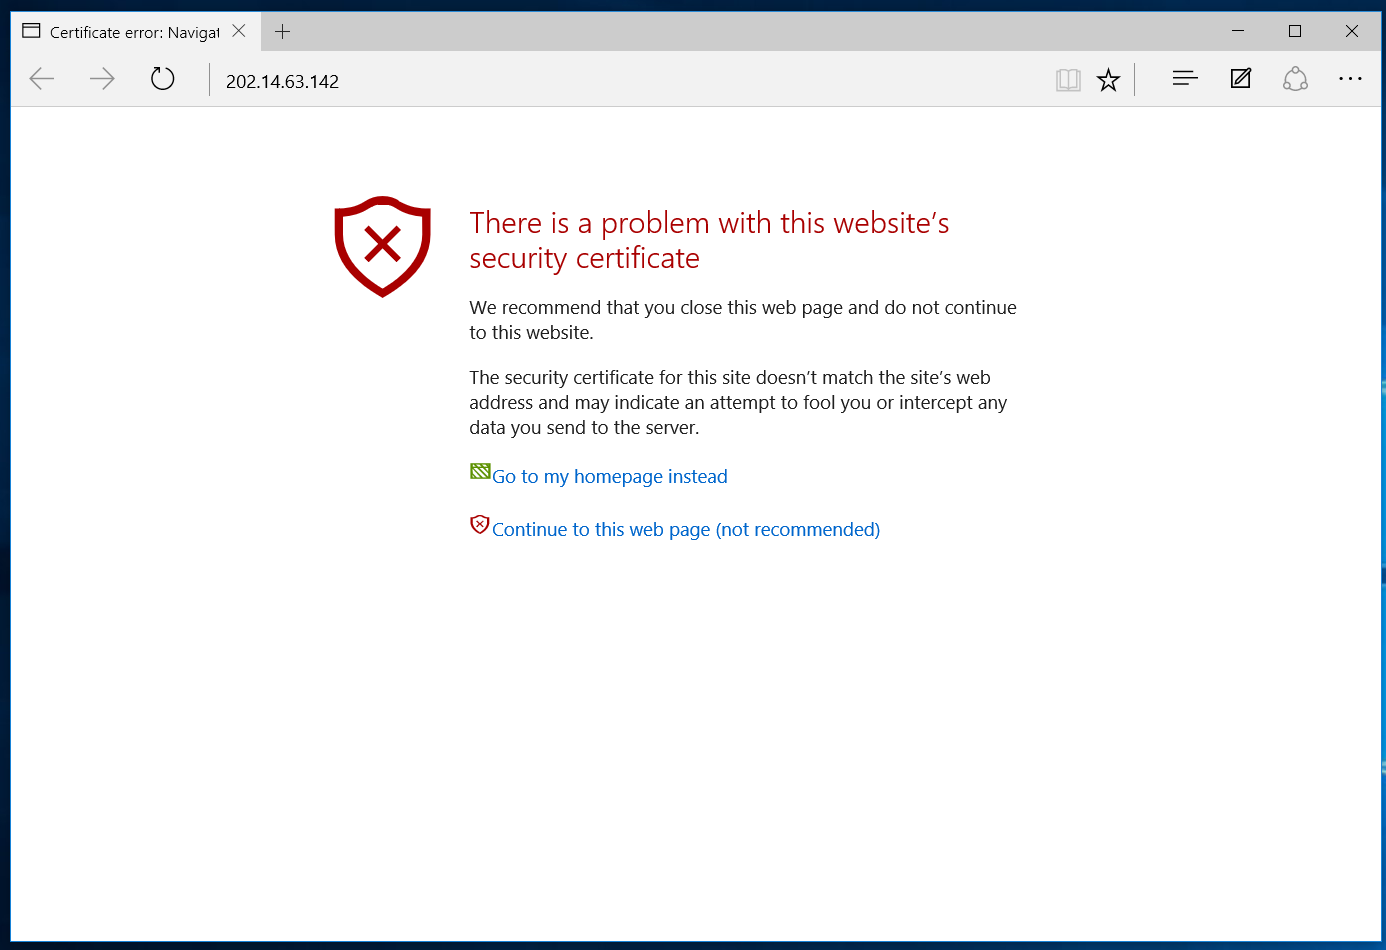 Certificate error: Navigat
202.14.63.142
There is a problem with this website’s
security certificate
We recommend that you close this web page and do not continue
to this website.
The security certificate for this site doesn’t match the site’s web
address and may indicate an attempt to fool you or intercept any
data you send to the server.
Go to my homepage instead
Continue to this web page (not recommended)